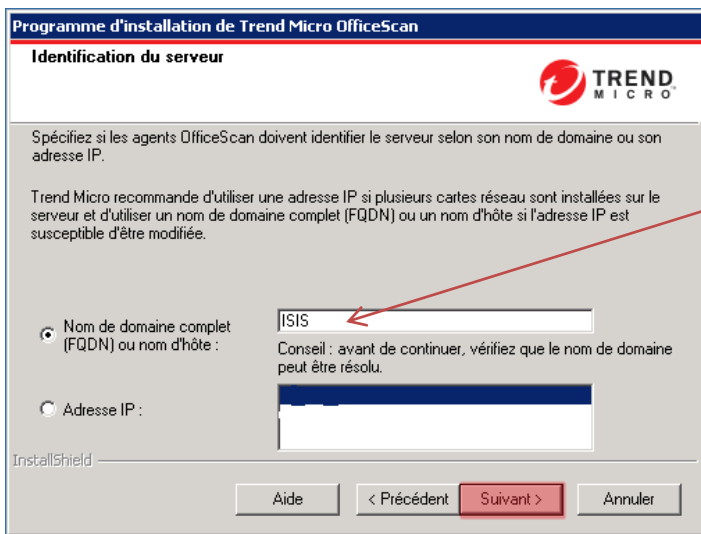 Programme d'installation de Trend Micro OfficeScan
Identification du serveur
TREND
MICRO
Spécifiez si les agents OfficeScan doivent identifier le serveur selon son nom de domaine ou son
adresse IP.
Trend Micro recommande d'utiliser une adresse IP si plusieurs cartes réseau sont installées sur le
serveur et d'utiliser un nom de domaine complet (FQDN) ou un nom d'hôte si l'adresse IP est
susceptible d'être modifiée.
Nom de domaine complet
(FQDN) ou nom d'hôte :
ISIS
Conseil : avant de continuer, vérifiez que le nom de domaine
peut être résolu.
Adresse IP :
InstallShield
Aide
< Précédent
Suivant >
Annuler